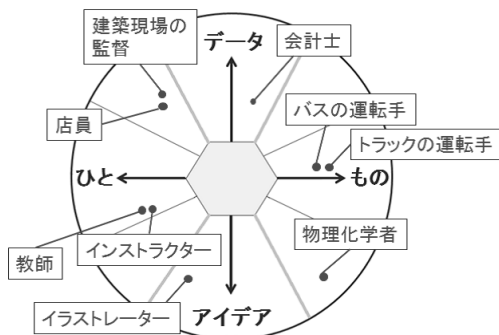 建築現場の
監督
データ
会計士
店員
バスの運転手
トラックの運転手
ひと
もの
教師
インストラクター
物理化学者
イラストレーター
アイデア